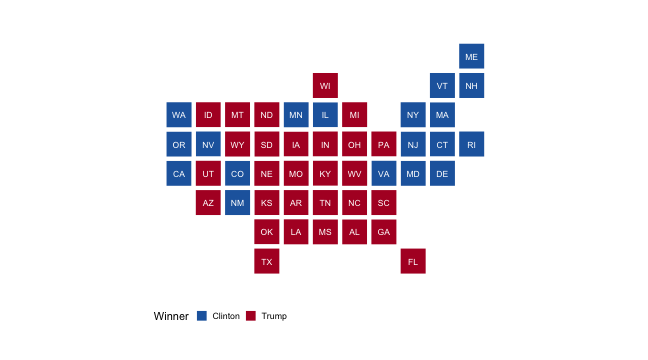 ME
WI VT NH
WA ID MT ND MN IL MI NY MA
OR NV WY SD IA IN OH PA NJ CT RI
CA UT CO NE MO KY WV VA MD DE
AZ NM KS AR TN NC SC
OK LA MS AL GA
TX FL
Winner Clinton Trump